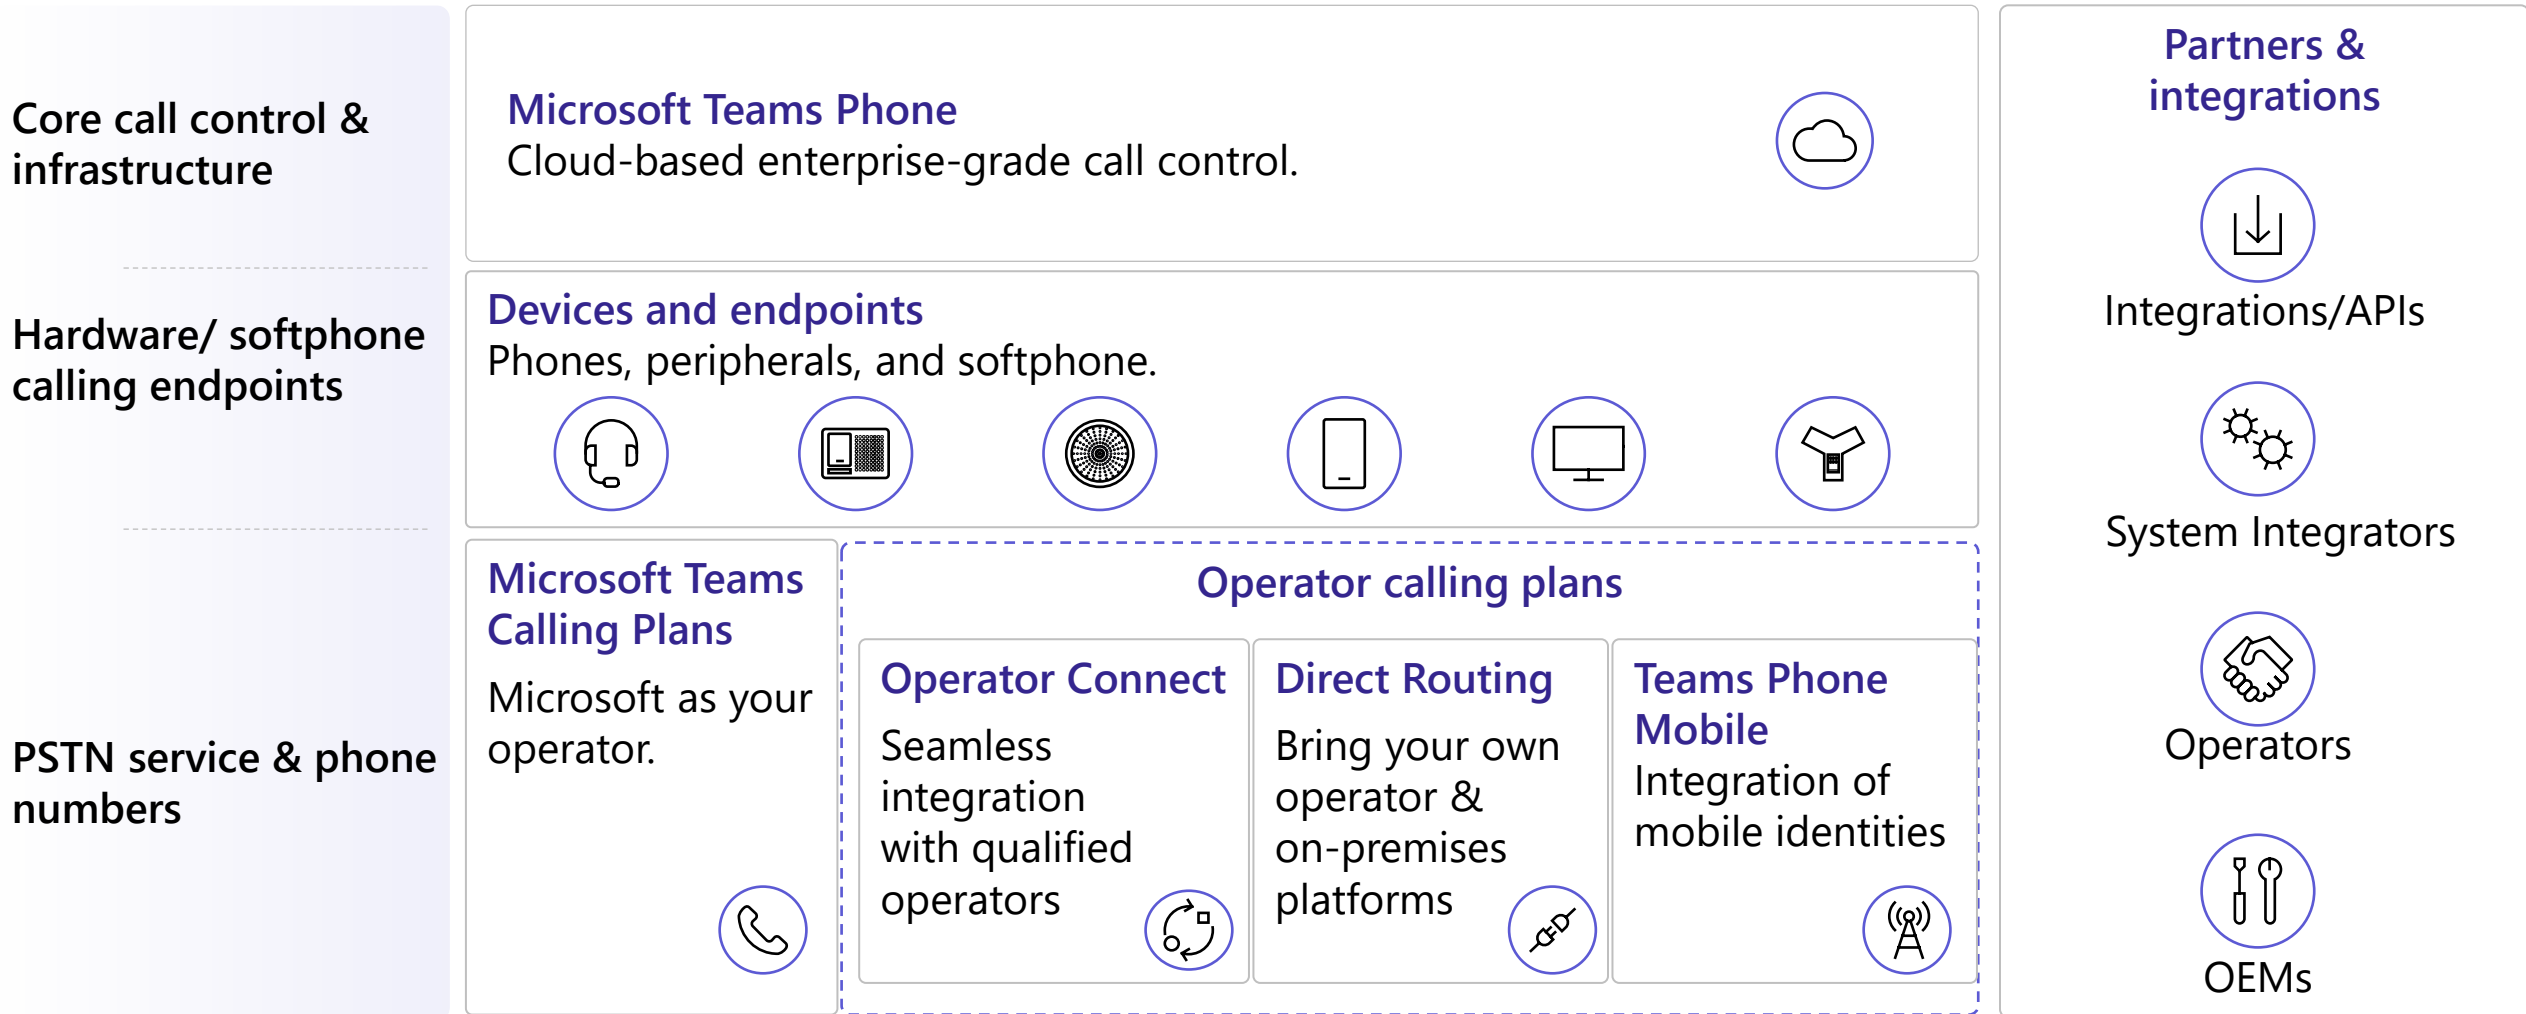 Core call control &
infrastructure
Microsoft Teams Phone
Cloud-based enterprise-grade call control.
Hardware/ softphone
calling endpoints
Devices and endpoints
Phones, peripherals, and softphone.
PSTN service & phone
numbers
Microsoft Teams
Calling Plans
Microsoft as your
operator.
Operator calling plans
Operator Connect
Seamless
integration
with qualified
operators
Direct Routing
Bring your own
operator &
on-premises
platforms
Teams Phone
Mobile
Integration of
mobile identities
Partners &
integrations
Integrations/APIs
System Integrators
Operators
OEMs